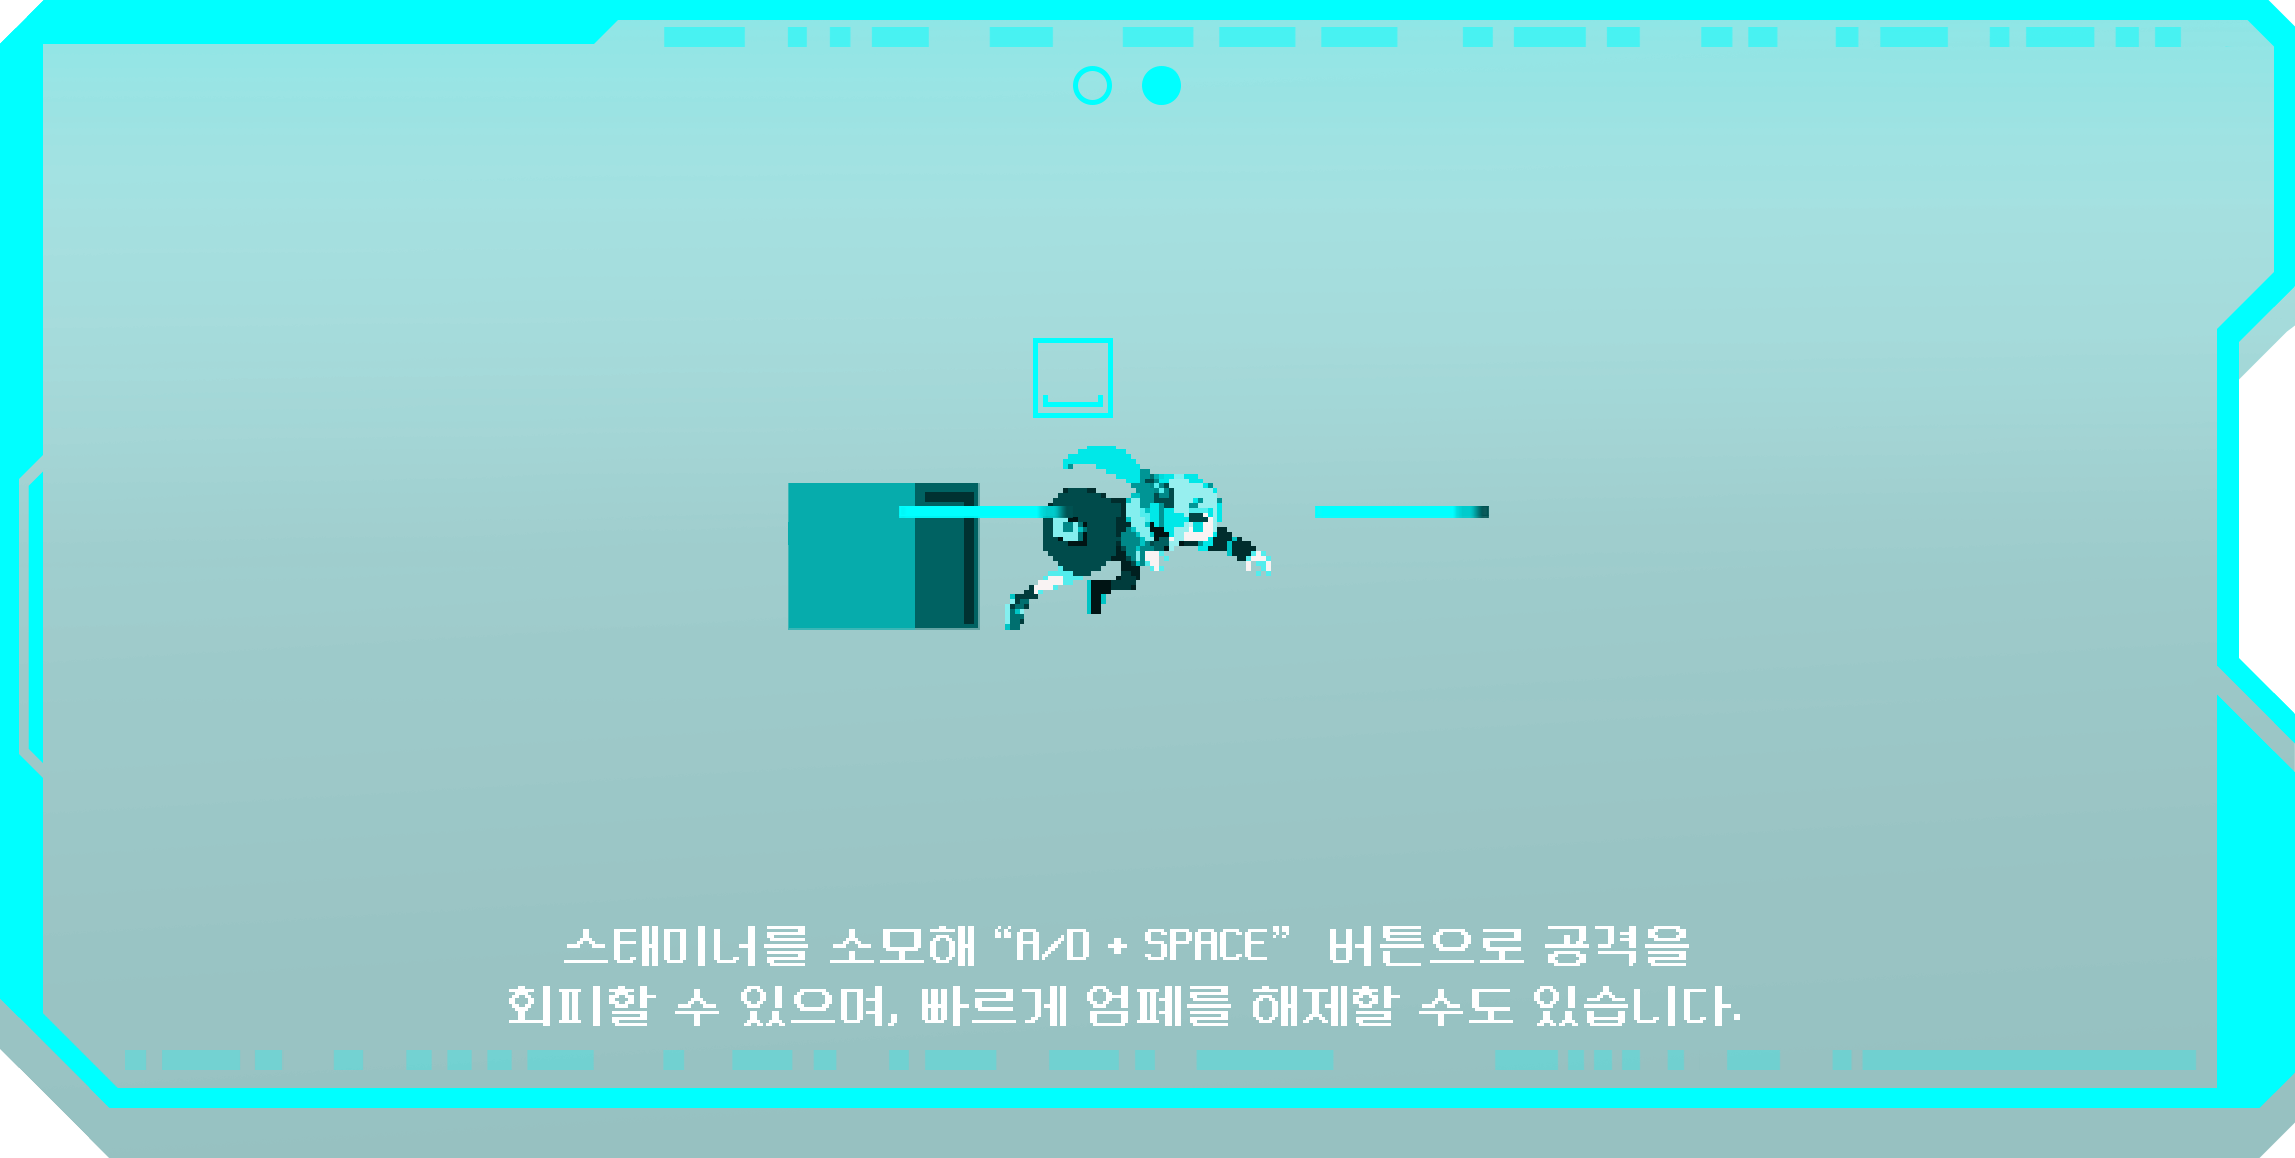 스태미너를 소모해 “A/D + SPACE” 버튼으로 공격을
회피할 수 있으며, 빠르게 엄폐를 해제할 수도 있습니다.